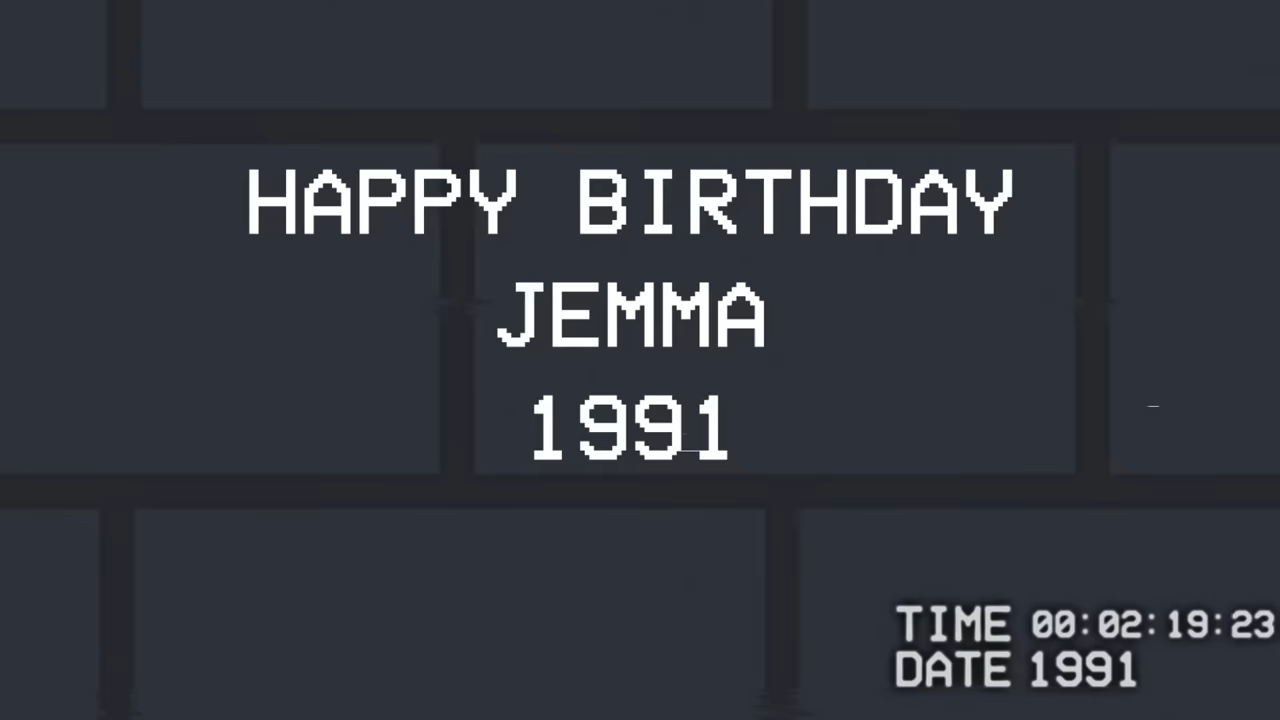 HAPPY BIRTHDAY
JEMMA
1991
TIME 00:02:19:23
DATE 1991